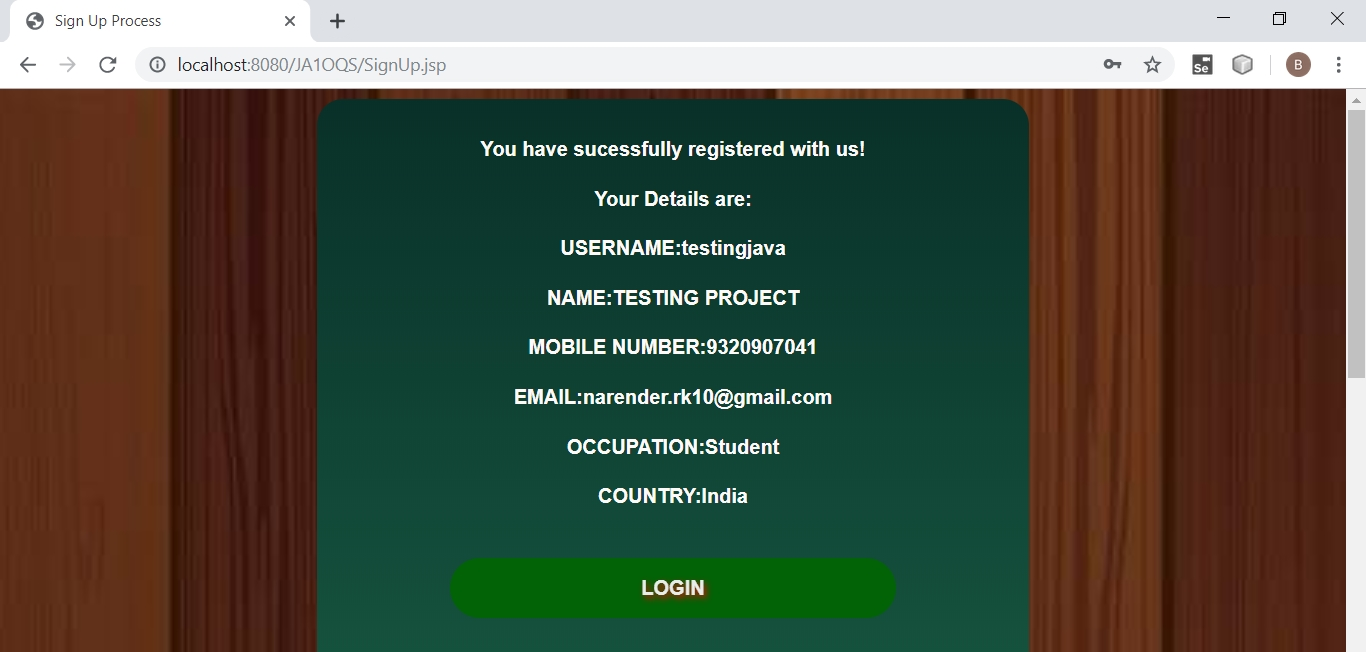 Sign Up Process
localhost:8080/JA1OQS/SignUp.jsp
Se
B
You have sucessfully registered with us!
Your Details are:
USERNAME:testingjava
NAME:TESTING PROJECT
MOBILE NUMBER:9320907041
EMAIL:narender.rk10@gmail.com
OCCUPATION:Student
COUNTRY:India
LOGIN